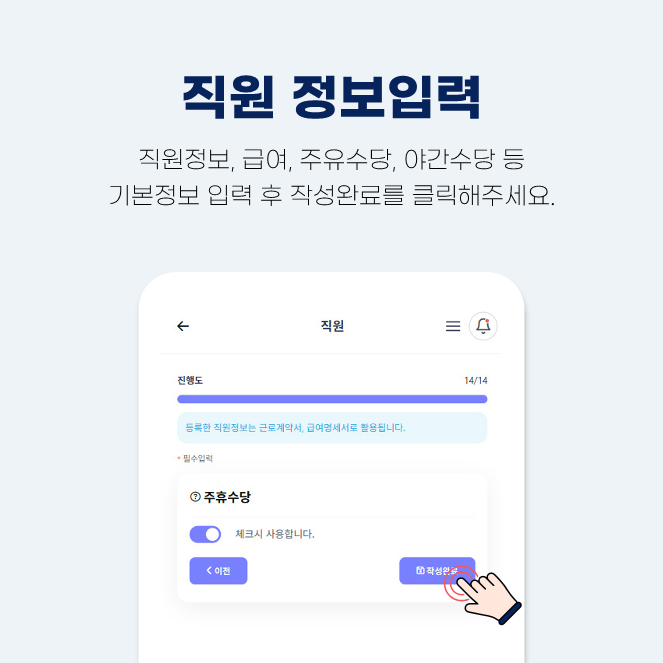 직원 정보입력
직원정보, 급여, 주유수당, 야간수당 등
기본정보 입력 후 작성완료를 클릭해주세요.
직원
진행도 14/14
등록한 직원정보는 근로계약서, 급여명세서로 활용됩니다.
* 필수입력
주휴수당
체크시 사용합니다.
이전 작성완료